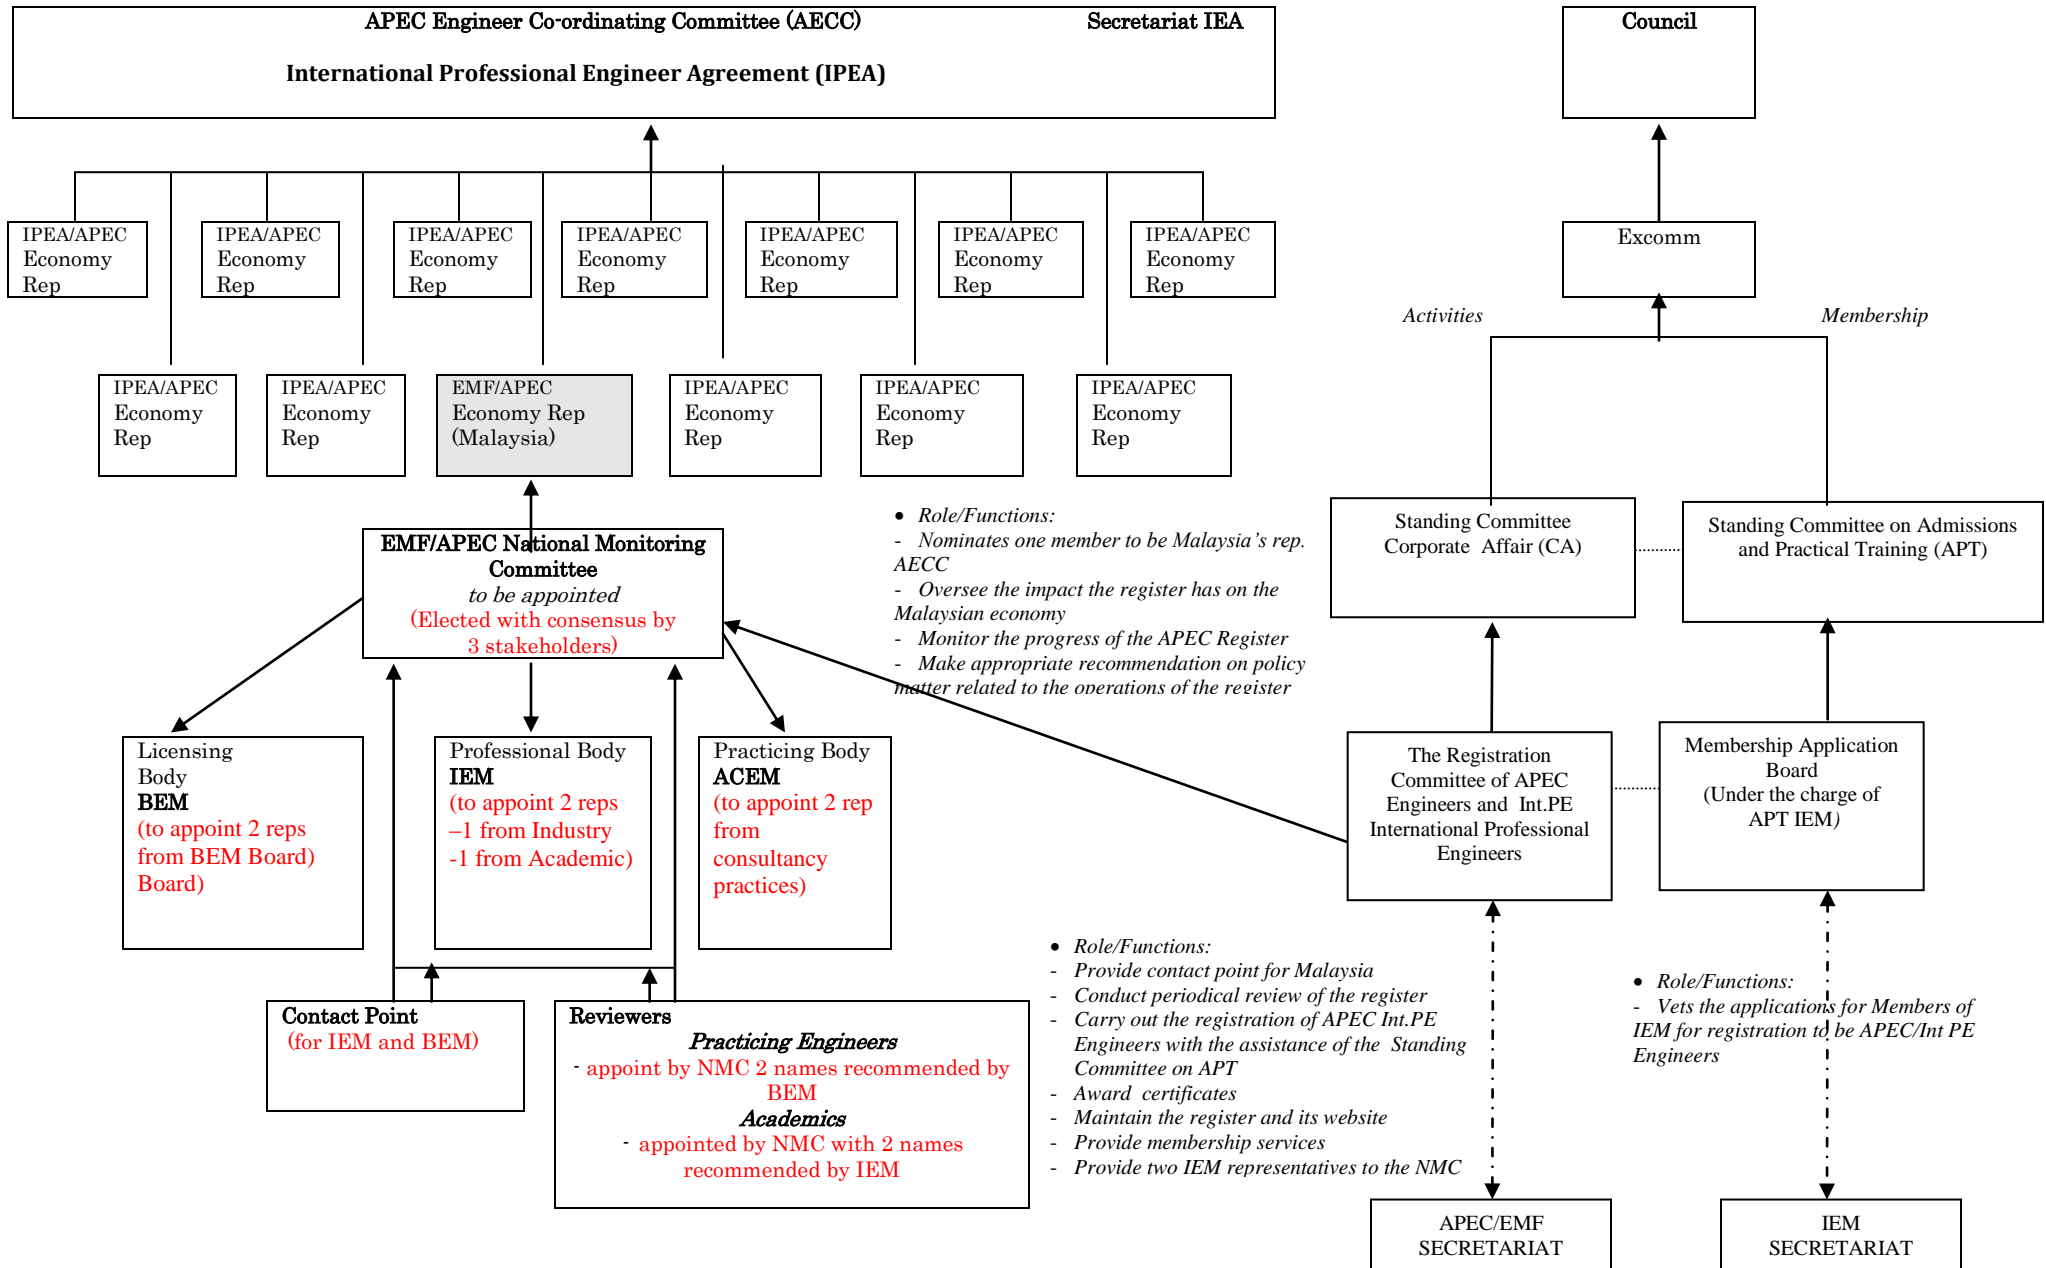 APEC Engineer Co-ordinating Committee (AECC) Secretariat IEA
International Professional Engineer Agreement (IPEA)
Council
IPEA/APEC
Economy
Rep
IPEA/APEC
Economy
Rep
IPEA/APEC
Economy
Rep
IPEA/APEC
Economy
Rep
IPEA/APEC
Economy
Rep
IPEA/APEC
Economy
Rep
IPEA/APEC
Economy
Rep
Excomm
Activities
Membership
IPEA/APEC
Economy
Rep
IPEA/APEC
Economy
Rep
EMF/APEC
Economy Rep
(Malaysia)
IPEA/APEC
Economy
Rep
IPEA/APEC
Economy
Rep
IPEA/APEC
Economy
Rep
EMF/APEC National Monitoring
Committee
to be appointed
(Elected with consensus by
3 stakeholders)
• Role/Functions:
- Nominates one member to be Malaysia's rep.
AECC
- Oversee the impact the register has on the
Malaysian economy
- Monitor the progress of the APEC Register
- Make appropriate recommendation on policy
matter related to the operations of the register
Standing Committee
Corporate Affair (CA)
Standing Committee on Admissions
and Practical Training (APT)
Licensing
Body
BEM
(to appoint 2 reps
from BEM Board)
Board)
Professional Body
IEM
(to appoint 2 reps
–1 from Industry
-1 from Academic)
Practicing Body
ACEM
(to appoint 2 rep
from
consultancy
practices)
The Registration
Committee of APEC
Engineers and Int.PE
International Professional
Engineers
Membership Application
Board
(Under the charge of
APT IEM)
Contact Point
(for IEM and BEM)
Reviewers
Practicing Engineers
- appoint by NMC 2 names recommended by
BEM
Academics
- appointed by NMC with 2 names
recommended by IEM
• Role/Functions:
- Provide contact point for Malaysia
- Conduct periodical review of the register
- Carry out the registration of APEC Int.PE
Engineers with the assistance of the Standing
Committee on APT
- Award certificates
- Maintain the register and its website
- Provide membership services
- Provide two IEM representatives to the NMC
• Role/Functions:
- Vets the applications for Members of
IEM for registration to be APEC/Int PE
Engineers
APEC/EMF
SECRETARIAT
IEM
SECRETARIAT